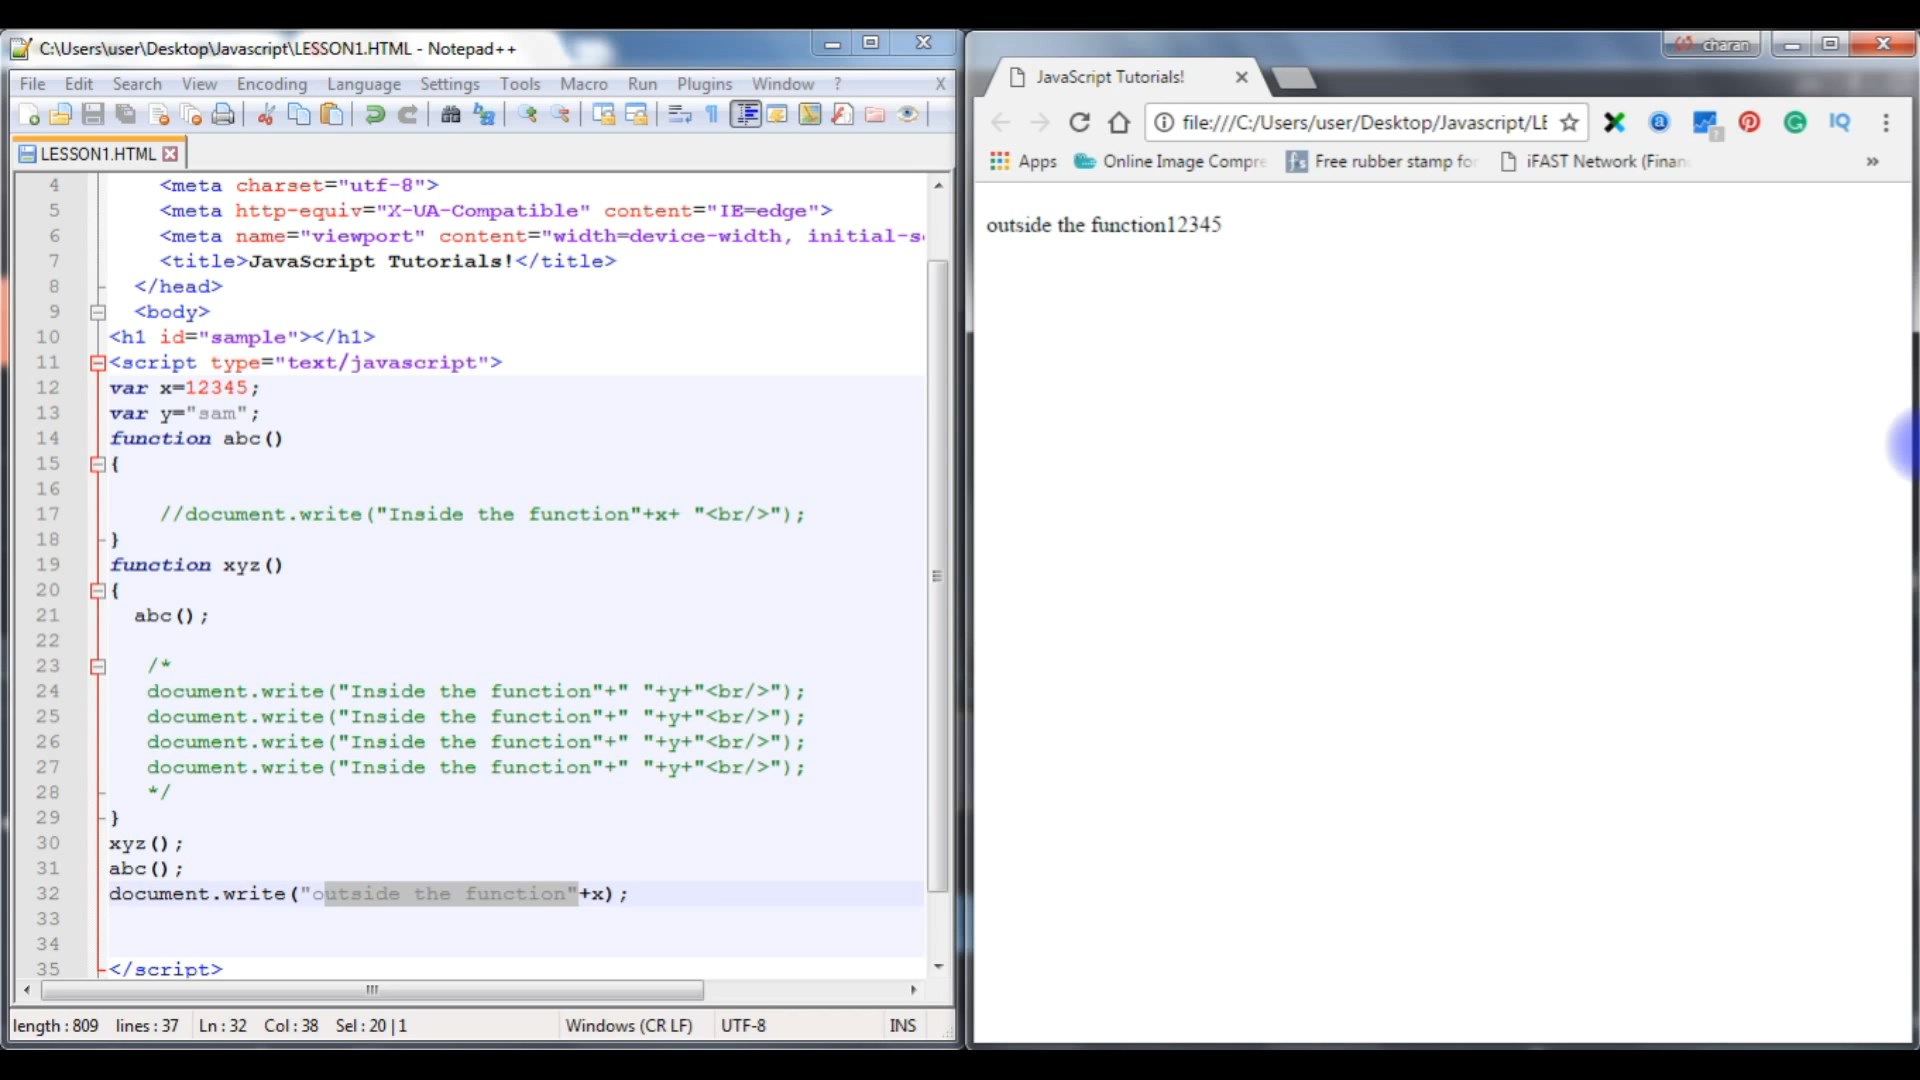 C:\Users\user\Desktop\Javascript\LESSON1.HTML - Notepad++
File Edit Search View Encoding Language Settings Tools Macro Run Plugins Window ? X
LESSON1.HTML
4 <meta charset="utf-8">
5 <meta http-equiv="X-UA-Compatible" content="IE=edge">
6 <meta name="viewport" content="width=device-width, initial-s
7 <title>JavaScript Tutorials!</title>
8 </head>
9 <body>
10 <h1 id="sample"></h1>
11 <script type="text/javascript">
12 var x=12345;
13 var y="sam";
14 function abc()
15 {
16
17 //document.write("Inside the function"+x+ "<br/>");
18 }
19 function xyz()
20 {
21 abc();
22
23 /*
24 document.write("Inside the function"+" "+y+"<br/>");
25 document.write("Inside the function"+" "+y+"<br/>");
26 document.write("Inside the function"+" "+y+"<br/>");
27 document.write("Inside the function"+" "+y+"<br/>");
28 */
29 }
30 xyz();
31 abc();
32 document.write("outside the function"+x);
33
34
35 </script>
length : 809 lines : 37 Ln : 32 Col : 38 Sel : 20 | 1 Windows (CR LF) UTF-8 INS
charan
JavaScript Tutorials!
file:///C:/Users/user/Desktop/Javascript/LE
IQ
Apps Online Image Compre Free rubber stamp fo iFAST Network (Finan »
outside the function12345